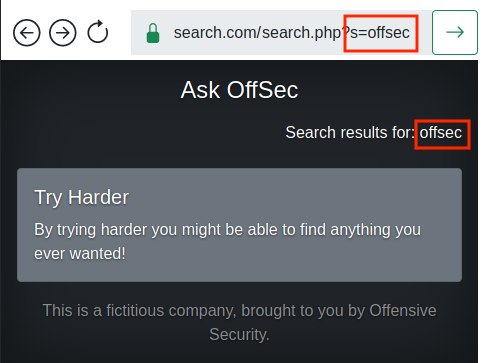 search.com/search.php?s=offsec
Ask OffSec
Search results for: offsec
Try Harder
By trying harder you might be able to find anything you
ever wanted!
This is a fictitious company, brought to you by Offensive
Security.